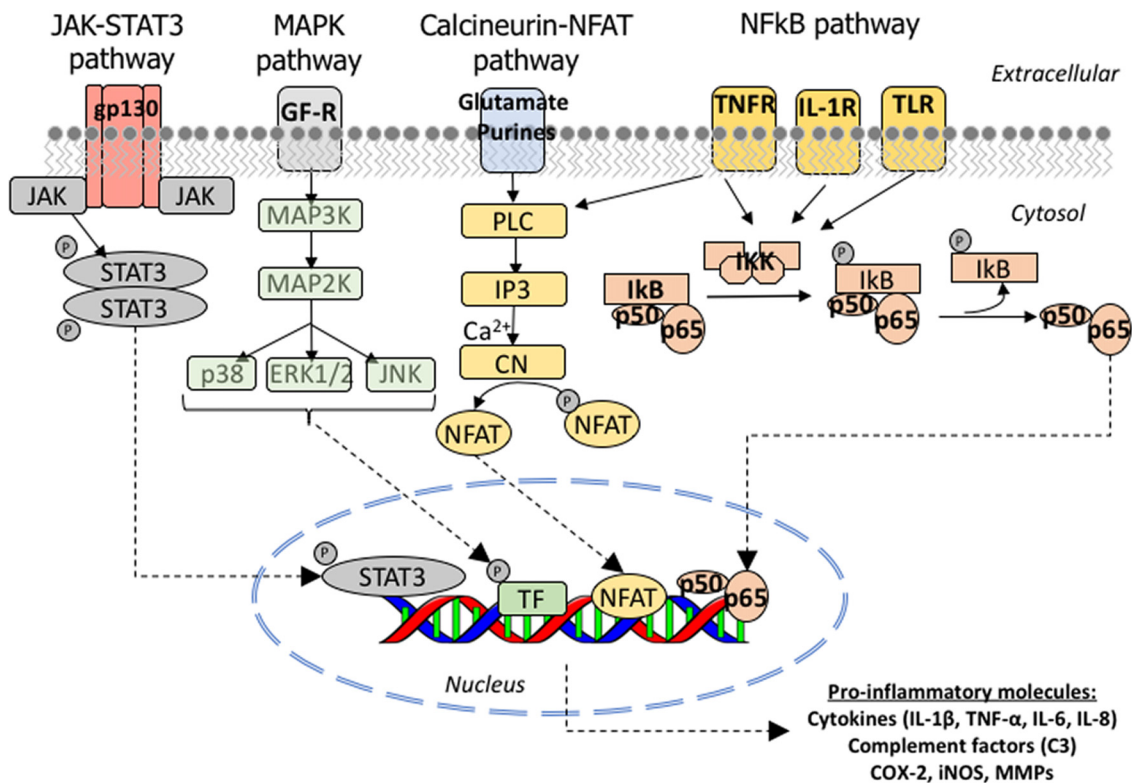 JAK-STAT3
pathway
MAPK
pathway
Calcineurin-NFAT
pathway
NFkB pathway
Extracellular
gp130
GF-R
Glutamate
Purines
TNFR
IL-1R
TLR
JAK
JAK
Cytosol
MAP3K
PLC
P
STAT3
STAT3
P
MAP2K
IP3
IkB
p50
p65
IKK
P
IkB
p50
p65
P
IkB
p50
p65
Ca²⁺
CN
p38
ERK1/2
JNK
NFAT
P
NFAT
P
STAT3
P
TF
NFAT
p50
p65
Nucleus
Pro-inflammatory molecules:
Cytokines (IL-1β, TNF-α, IL-6, IL-8)
Complement factors (C3)
COX-2, iNOS, MMPs